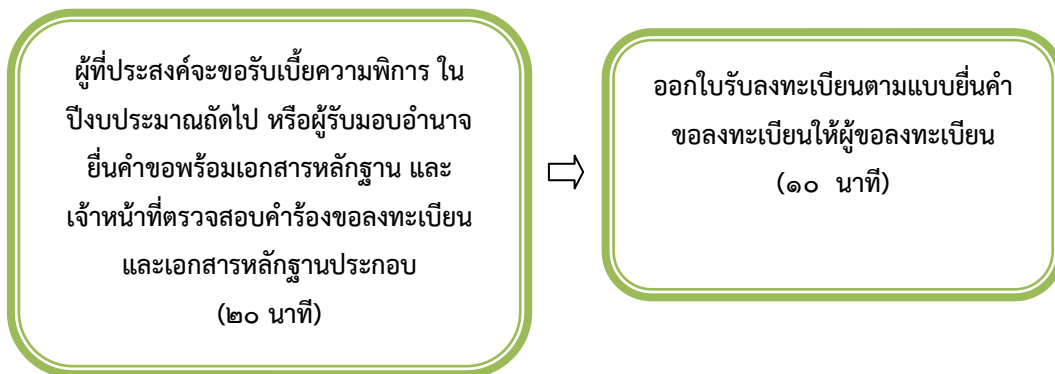 ผู้ที่ประสงค์จะขอรับเบี้ยความพิการ ใน
ปีงบประมาณถัดไป หรือผู้รับมอบอำนาจ
ยื่นคำขอพร้อมเอกสารหลักฐาน และ
เจ้าหน้าที่ตรวจสอบคำร้องขอลงทะเบียน
และเอกสารหลักฐานประกอบ
(๒๐ นาที)
ออกใบรับลงทะเบียนตามแบบยื่นคำ
ขอลงทะเบียนให้ผู้ขอลงทะเบียน
(๑๐ นาที)